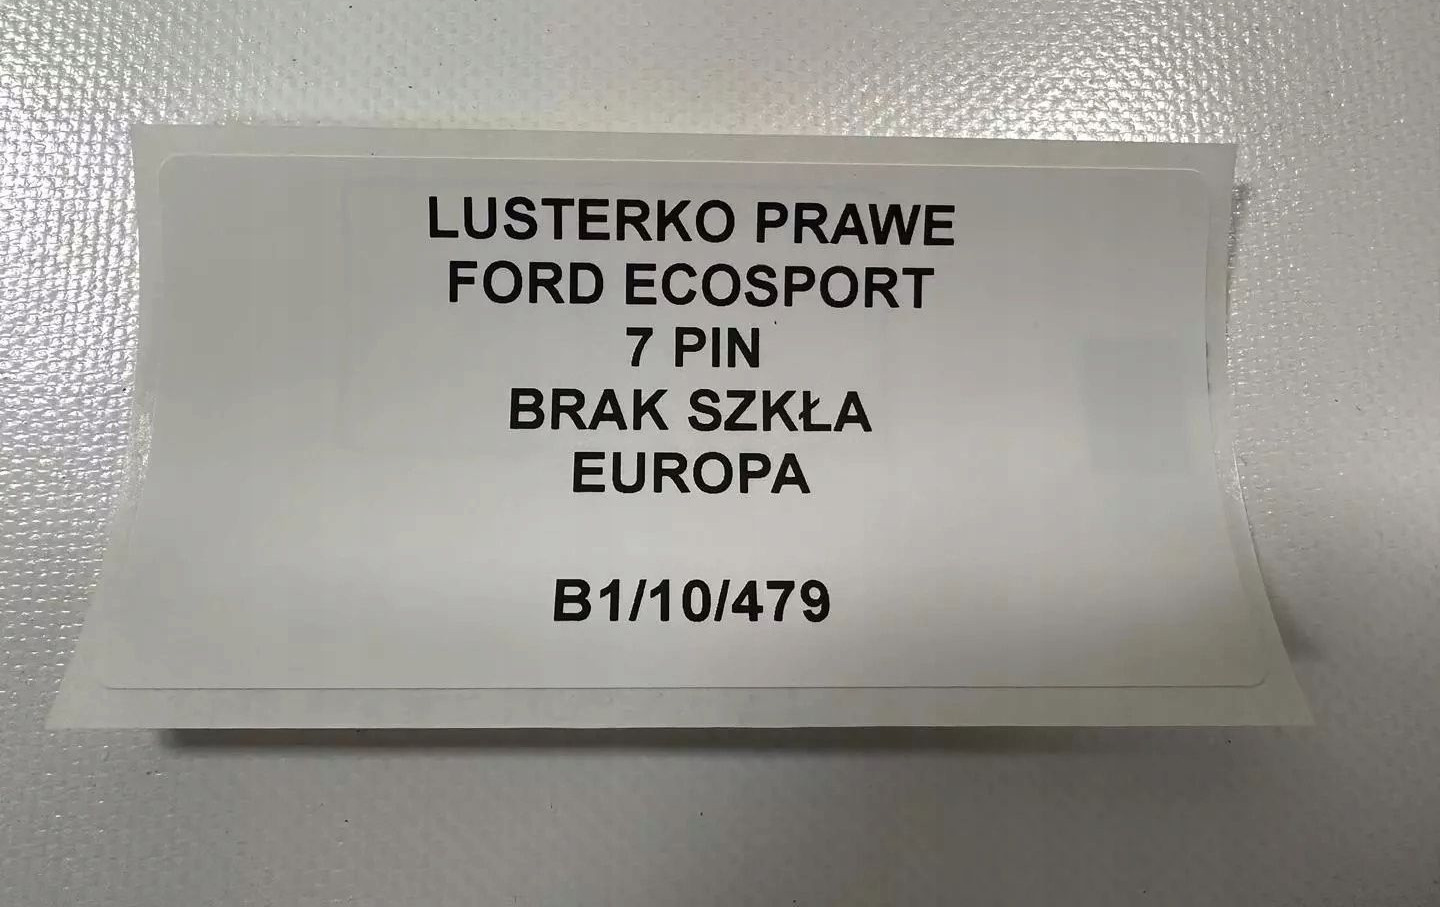 LUSTERKO PRAWE
FORD ECOSPORT
7 PIN
BRAK SZKŁA
EUROPA
B1/10/479